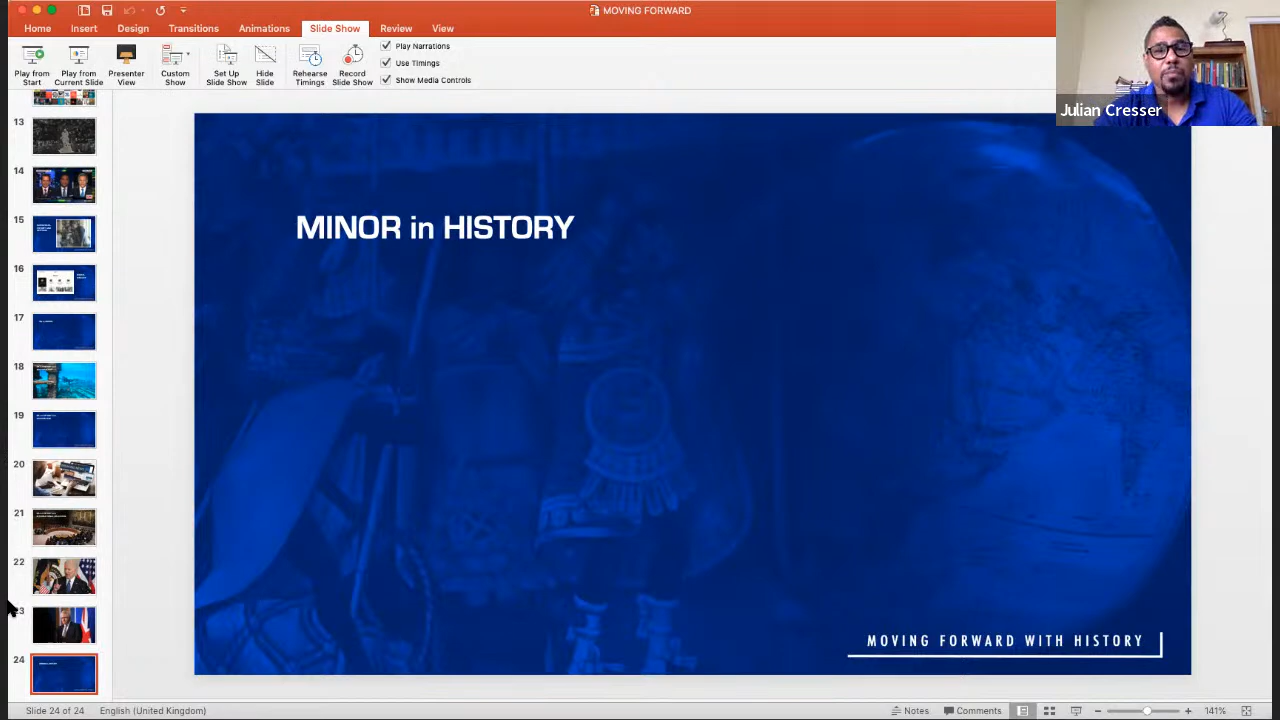 MOVING FORWARD
Home Insert Design Transitions Animations Slide Show Review View
Play from Start
Play from Current Slide
Presenter View
Custom Show
Set Up Slide Show
Hide Slide
Rehearse Timings
Record Slide Show
Play Narrations
Use Timings
Show Media Controls
Julian Cresser
13
14
15
16
17
18
19
20
21
22
23
24
MINOR in HISTORY
MOVING FORWARD WITH HISTORY
Slide 24 of 24 English (United Kingdom) Notes Comments 141%